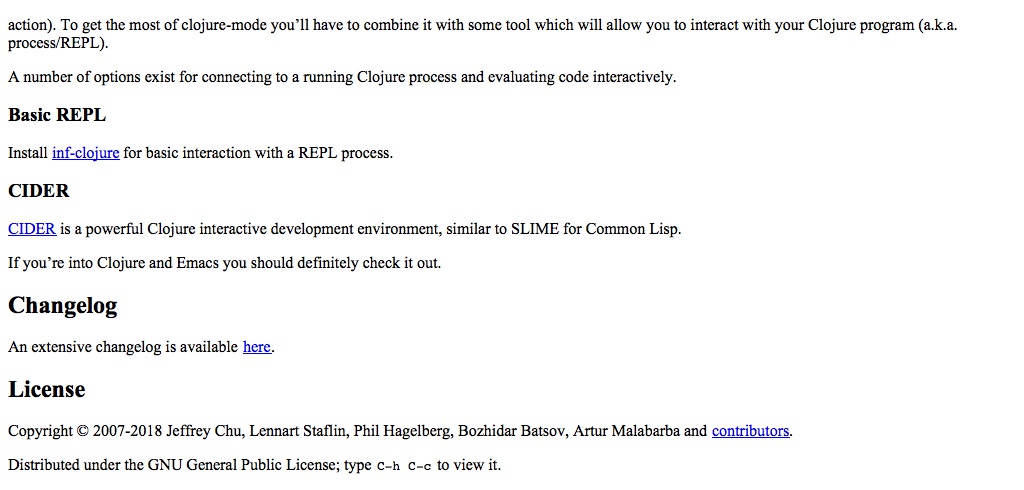 action). To get the most of clojure-mode you’ll have to combine it with some tool which will allow you to interact with your Clojure program (a.k.a.
process/REPL).
A number of options exist for connecting to a running Clojure process and evaluating code interactively.
Basic REPL
Install inf-clojure for basic interaction with a REPL process.
CIDER
CIDER is a powerful Clojure interactive development environment, similar to SLIME for Common Lisp.
If you’re into Clojure and Emacs you should definitely check it out.
Changelog
An extensive changelog is available here.
License
Copyright © 2007-2018 Jeffrey Chu, Lennart Staflin, Phil Hagelberg, Bozhidar Batsov, Artur Malabarba and contributors.
Distributed under the GNU General Public License; type C-h C-c to view it.